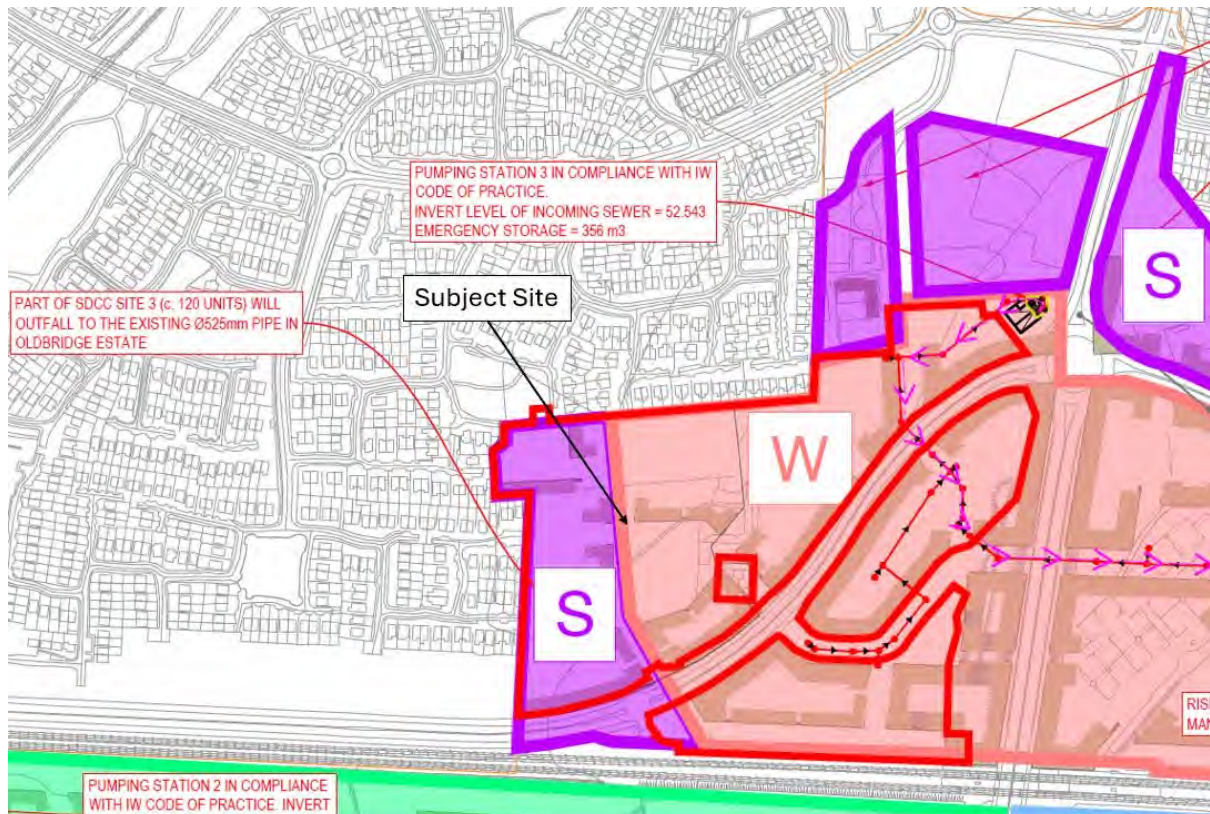 PUMPING STATION 3 IN COMPLIANCE WITH IW
CODE OF PRACTICE.
INVERT LEVEL OF INCOMING SEWER = 52.543
EMERGENCY STORAGE = 356 m3
S
Subject Site
PART OF SDCC SITE 3 (c. 120 UNITS) WILL
OUTFALL TO THE EXISTING Ø525mm PIPE IN
OLDBRIDGE ESTATE
W
S
PUMPING STATION 2 IN COMPLIANCE
WITH IW CODE OF PRACTICE. INVERT